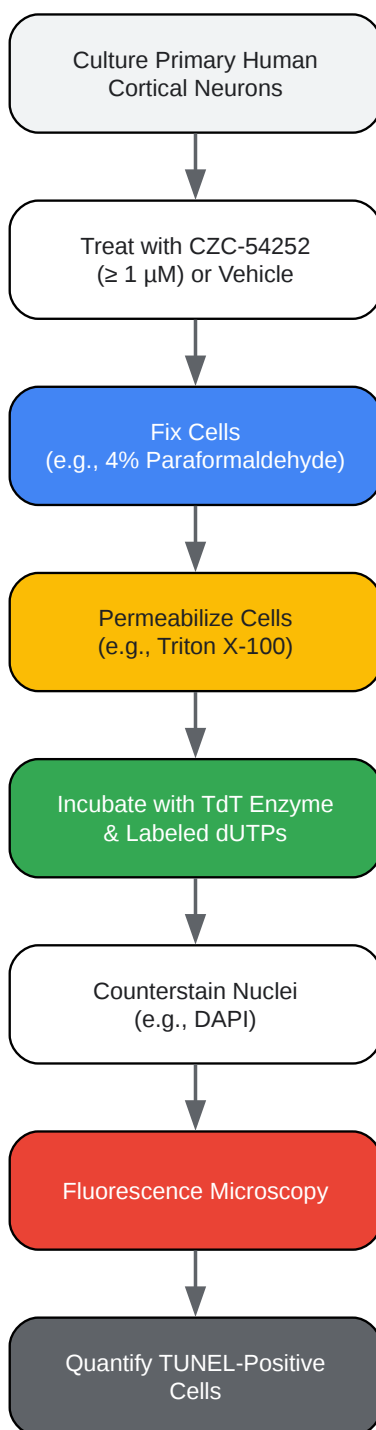 Culture Primary Human
Cortical Neurons
Treat with CZC-54252
(≥ 1 µM) or Vehicle
Fix Cells
(e.g., 4% Paraformaldehyde)
Permeabilize Cells
(e.g., Triton X-100)
Incubate with TdT Enzyme
& Labeled dUTPs
Counterstain Nuclei
(e.g., DAPI)
Fluorescence Microscopy
Quantify TUNEL-Positive
Cells